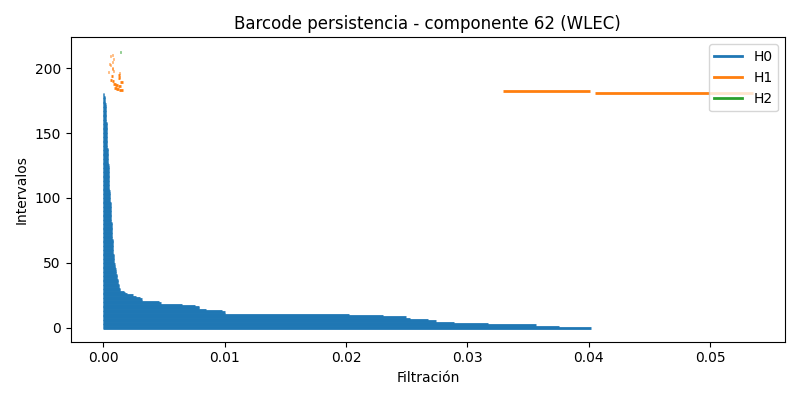 Barcode persistencia - componente 62 (WLEC)
H0
H1
H2
Intervalos
200
150
100
50
0
0.00 0.01 0.02 0.03 0.04 0.05
Filtración